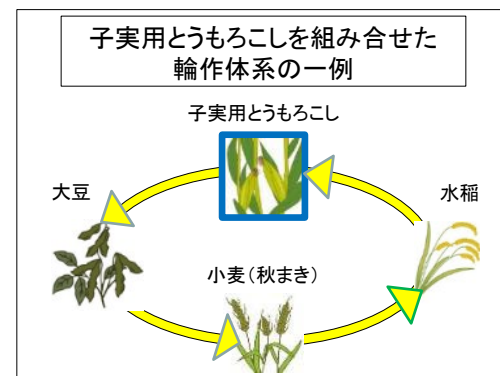 子実用とうもろこしを組み合せた
輪作体系の一例
子実用とうもろこし
大豆
水稲
小麦（秋まき）